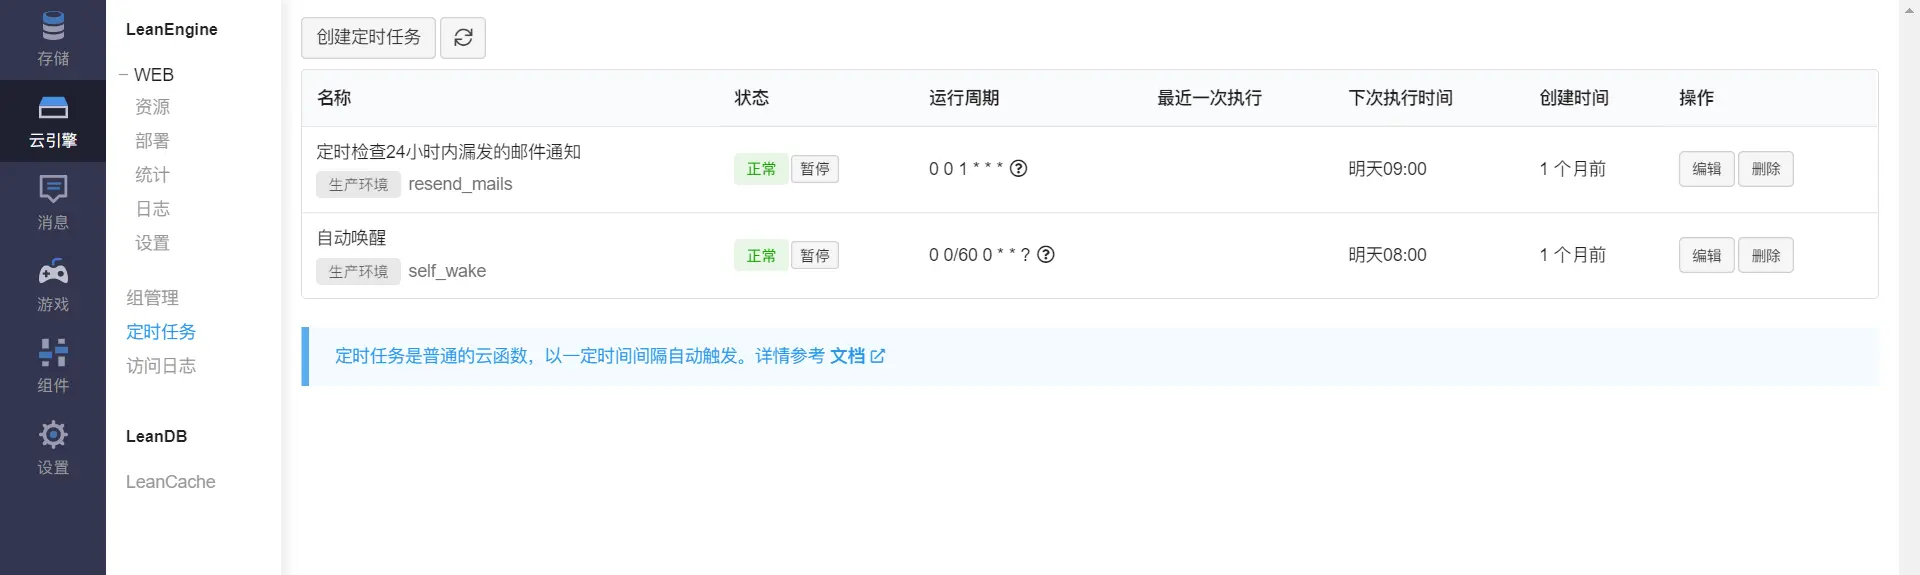 存储
云引擎
消息
游戏
组件
设置
LeanEngine
WEB
资源
部署
统计
日志
设置
组管理
定时任务
访问日志
LeanDB
LeanCache
创建定时任务
名称 状态 运行周期 最近一次执行 下次执行时间 创建时间 操作
定时检查24小时内漏发的邮件通知
生产环境 resend_mails
正常 暂停 0 0 1 * * * 明天09:00 1 个月前 编辑 删除
自动唤醒
生产环境 self_wake
正常 暂停 0 0/60 0 * * ? 明天08:00 1 个月前 编辑 删除
定时任务是普通的云函数，以一定时间间隔自动触发。详情参考 文档